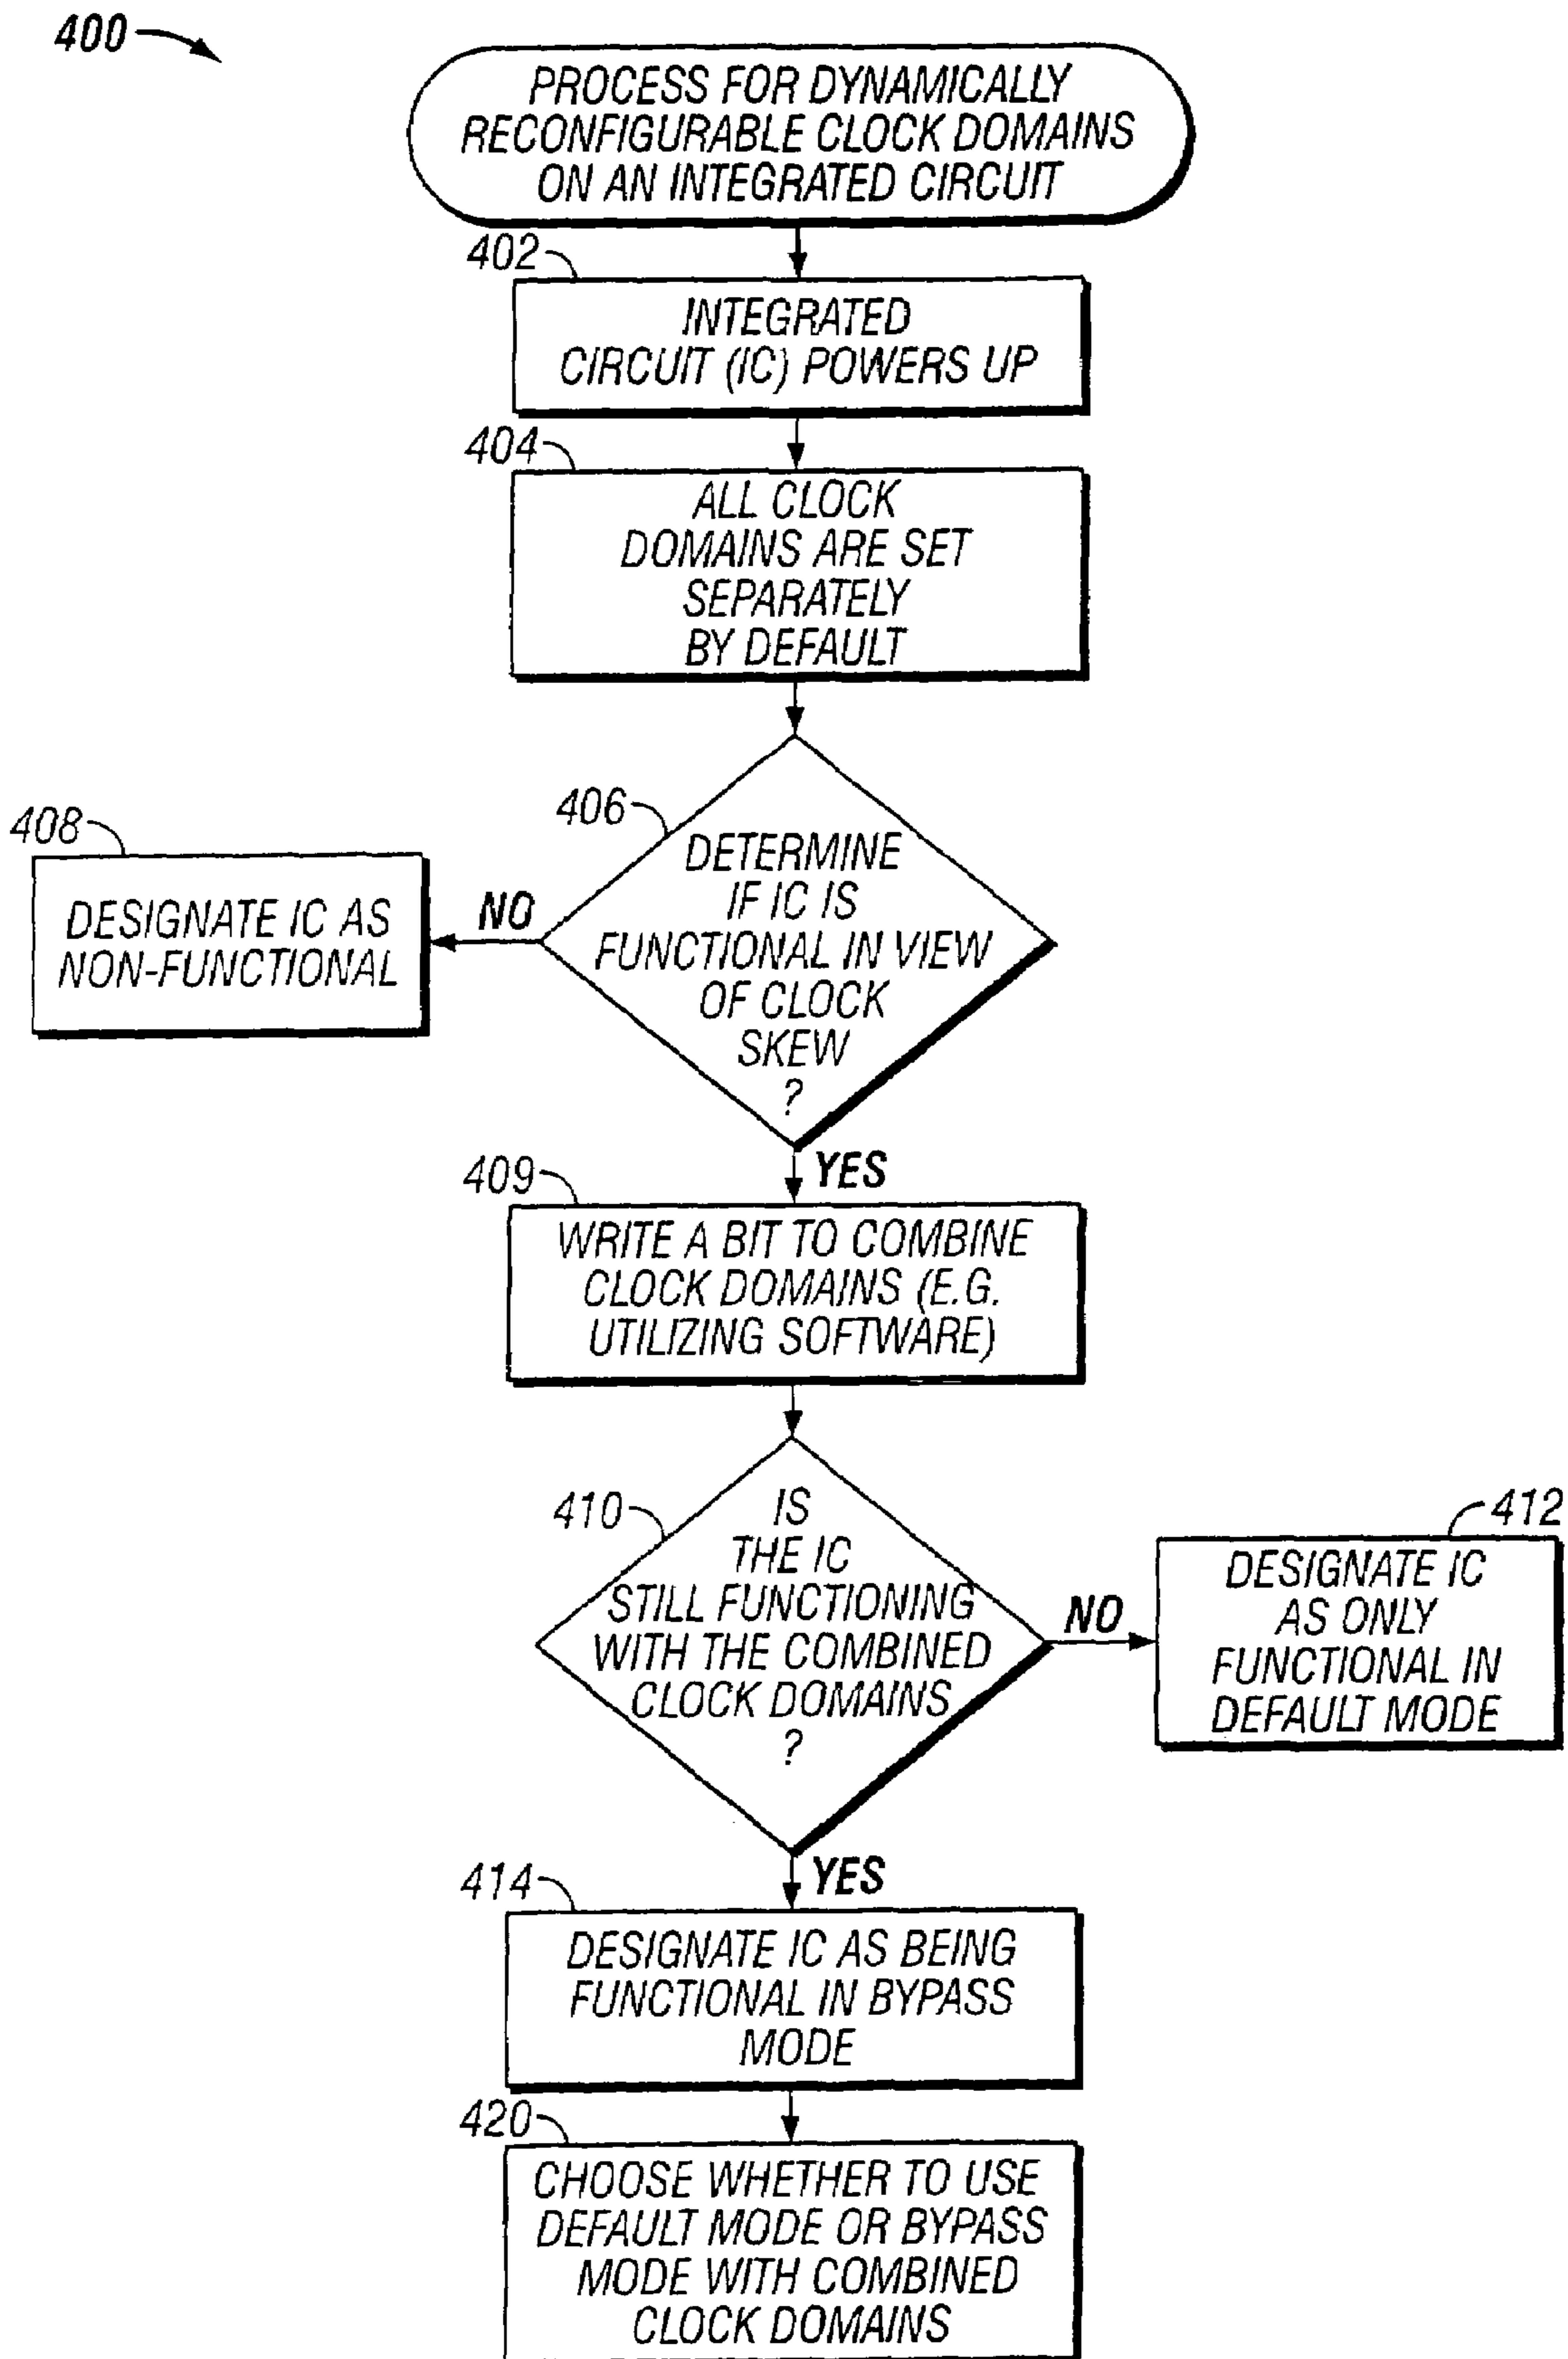 400
PROCESS FOR DYNAMICALLY
RECONFIGURABLE CLOCK DOMAINS
ON AN INTEGRATED CIRCUIT
402
INTEGRATED
CIRCUIT (IC) POWERS UP
404
ALL CLOCK
DOMAINS ARE SET
SEPARATELY
BY DEFAULT
406
DETERMINE
IF IC IS
FUNCTIONAL IN VIEW
OF CLOCK
SKEW
?
NO
408
DESIGNATE IC AS
NON-FUNCTIONAL
YES
409
WRITE A BIT TO COMBINE
CLOCK DOMAINS (E.G.
UTILIZING SOFTWARE)
410
IS
THE IC
STILL FUNCTIONING
WITH THE COMBINED
CLOCK DOMAINS
?
NO
412
DESIGNATE IC
AS ONLY
FUNCTIONAL IN
DEFAULT MODE
YES
414
DESIGNATE IC AS BEING
FUNCTIONAL IN BYPASS
MODE
420
CHOOSE WHETHER TO USE
DEFAULT MODE OR BYPASS
MODE WITH COMBINED
CLOCK DOMAINS